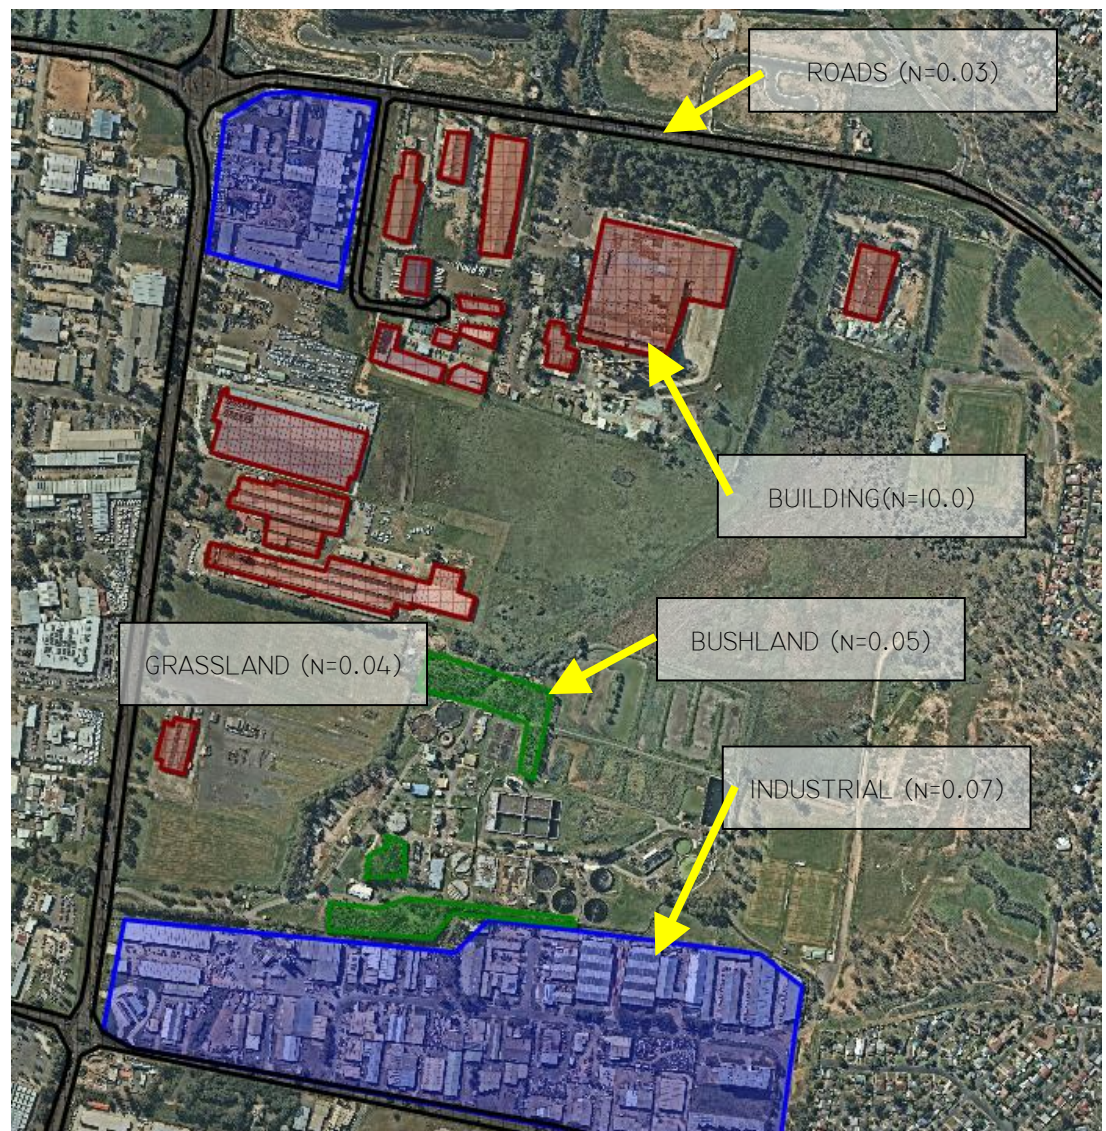 ROADS (N=0.03)
BUILDING(N=10.0)
BUSHLAND (N=0.05)
GRASSLAND (N=0.04)
INDUSTRIAL (N=0.07)